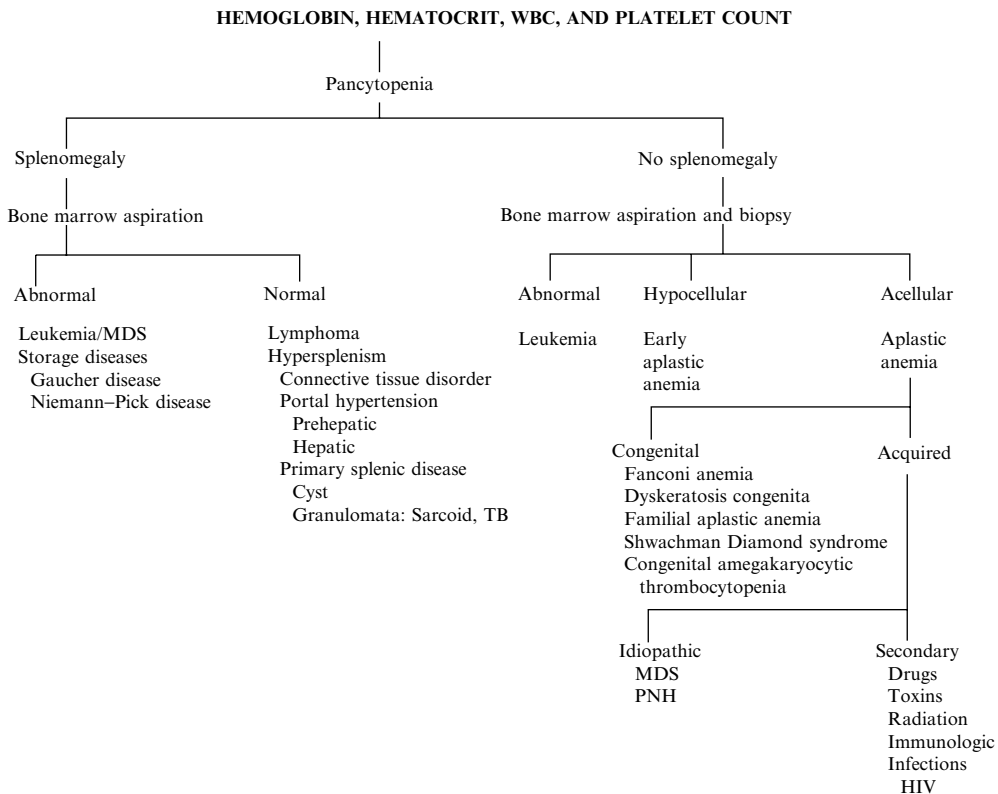 HEMOGLOBIN, HEMATOCRIT, WBC, AND PLATELET COUNT
Pancytopenia
Splenomegaly
No splenomegaly
Bone marrow aspiration
Bone marrow aspiration and biopsy
Abnormal
Normal
Abnormal
Hypocellular
Acellular
Leukemia/MDS
Storage diseases
Gaucher disease
Niemann–Pick disease
Lymphoma
Hypersplenism
Connective tissue disorder
Portal hypertension
Prehepatic
Hepatic
Primary splenic disease
Cyst
Granulomata: Sarcoid, TB
Leukemia
Early
aplastic
anemia
Aplastic
anemia
Congenital
Fanconi anemia
Dyskeratosis congenita
Familial aplastic anemia
Shwachman Diamond syndrome
Congenital amegakaryocytic
thrombocytopenia
Acquired
Idiopathic
MDS
PNH
Secondary
Drugs
Toxins
Radiation
Immunologic
Infections
HIV